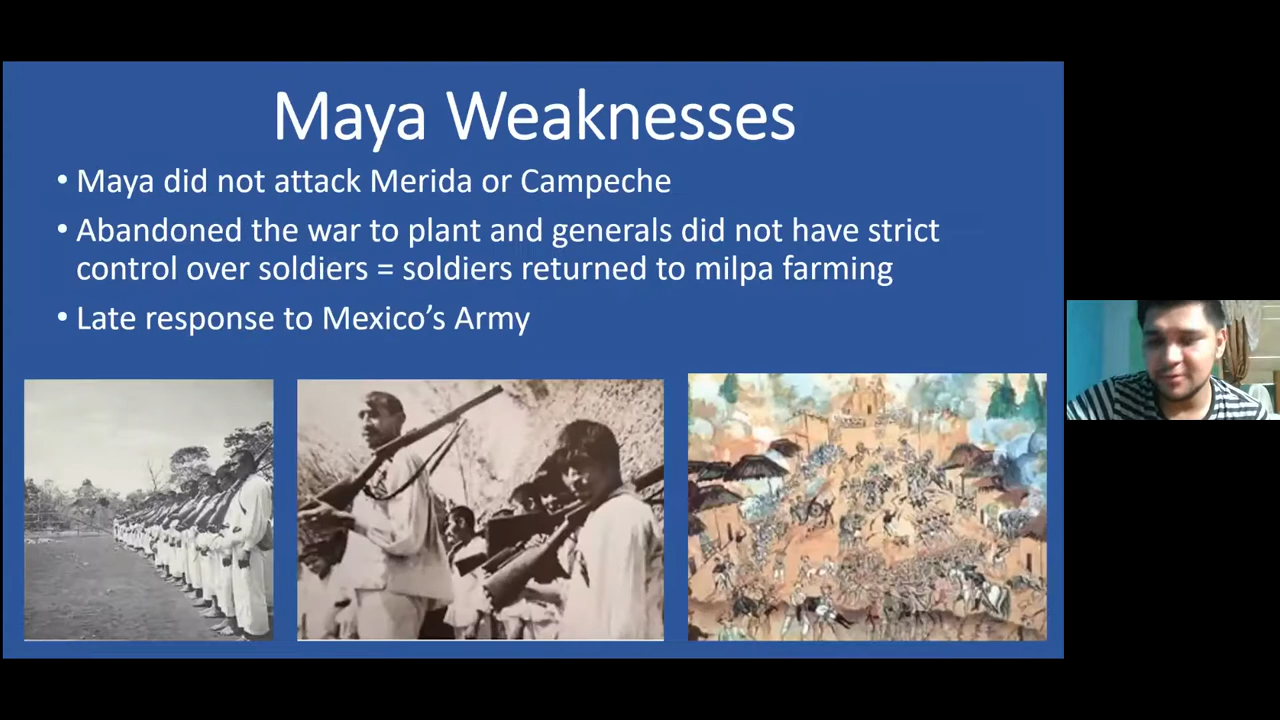 Maya Weaknesses
• Maya did not attack Merida or Campeche
• Abandoned the war to plant and generals did not have strict
control over soldiers = soldiers returned to milpa farming
• Late response to Mexico’s Army